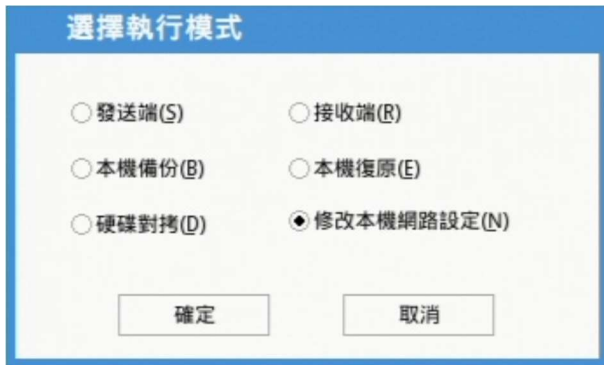 選擇執行模式
發送端(S) 接收端(R)
本機備份(B) 本機復原(E)
硬碟對拷(D) 修改本機網路設定(N)
確定 取消